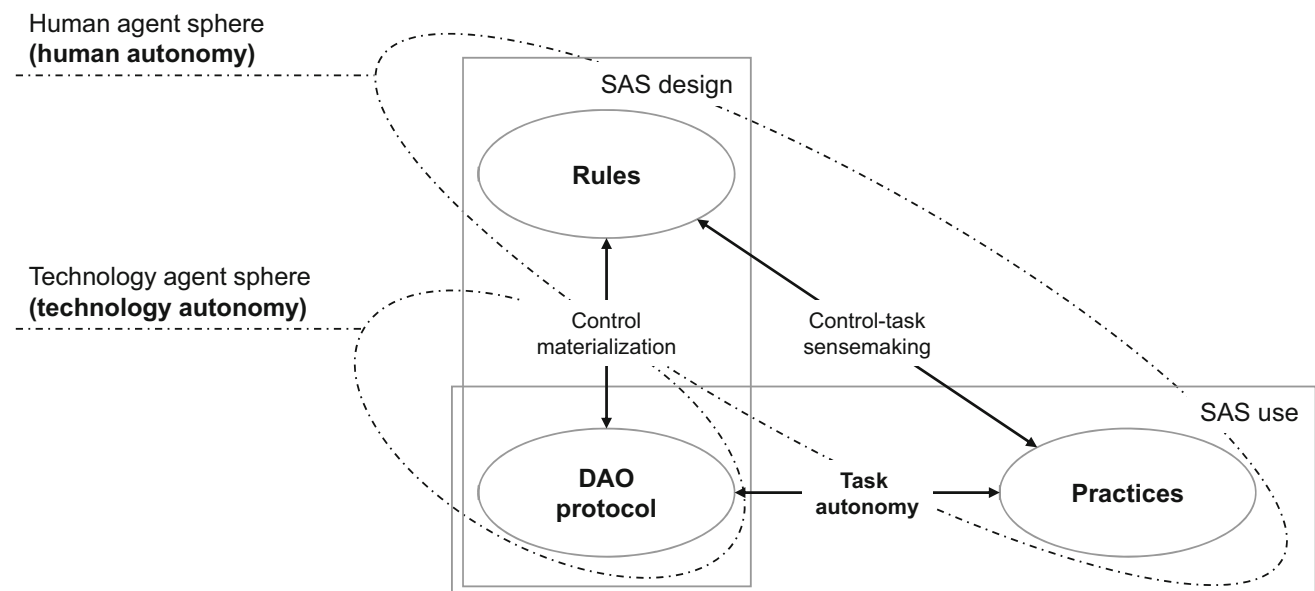 Human agent sphere
(human autonomy)
SAS design
Rules
Technology agent sphere
(technology autonomy)
Control
materialization
Control-task
sensemaking
SAS use
DAO
protocol
Task
autonomy
Practices